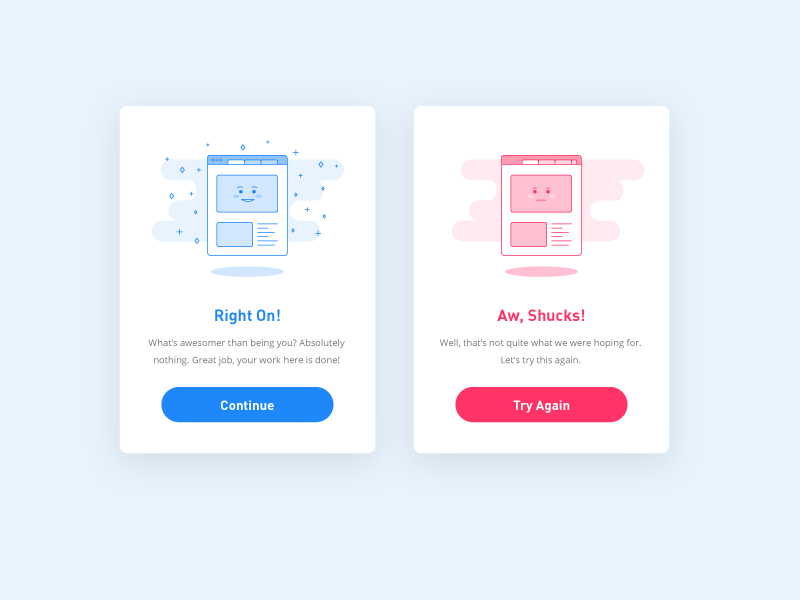 Right On!
What's awesomer than being you? Absolutely
nothing. Great job, your work here is done!
Continue
Aw, Shucks!
Well, that's not quite what we were hoping for.
Let's try this again.
Try Again